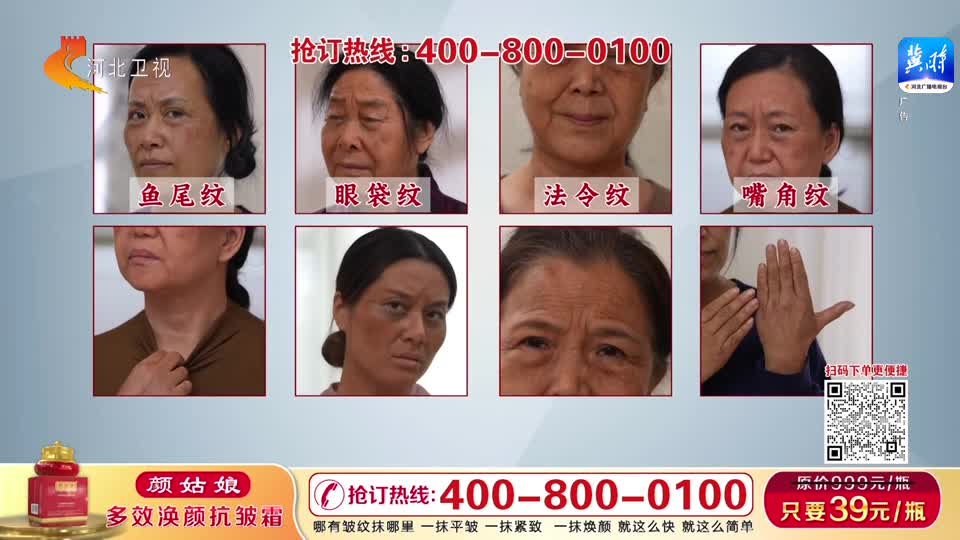 河北卫视
抢订热线:400-800-0100
冀时
河北广播电视台
广告
鱼尾纹
眼袋纹
法令纹
嘴角纹
扫码下单更便捷
颜姑娘
多效焕颜抗皱霜
抢订热线:400-800-0100
哪有皱纹抹哪里 一抹平皱 一抹紧致 一抹焕颜 就这么快 就这么简单
原价999元/瓶
只要39元/瓶